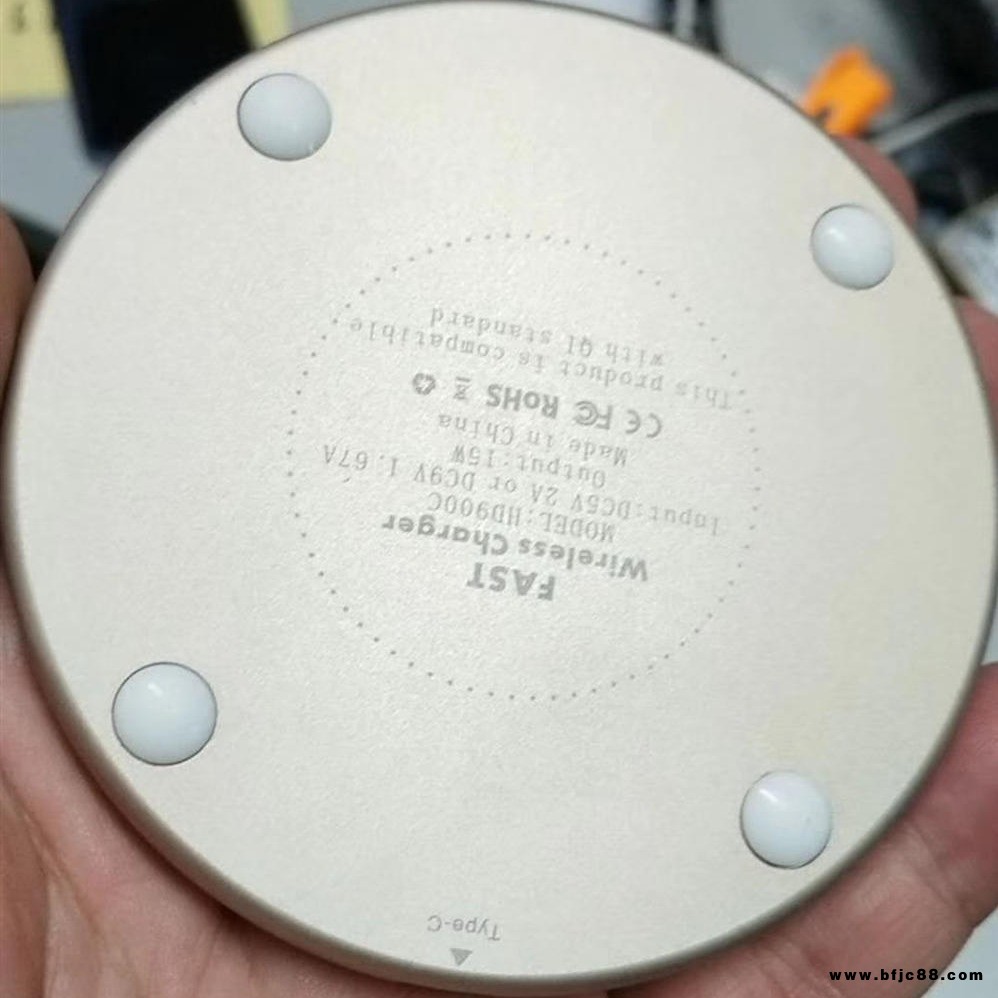 FAST
Wireless Charger
MODEL:HD900C
Input:DC5V 2A or DC9V 1.67A
Output:15W
Made in China
CE FC RoHS
This product is compatible
with QI standard
Type-C
www.bfjc88.com